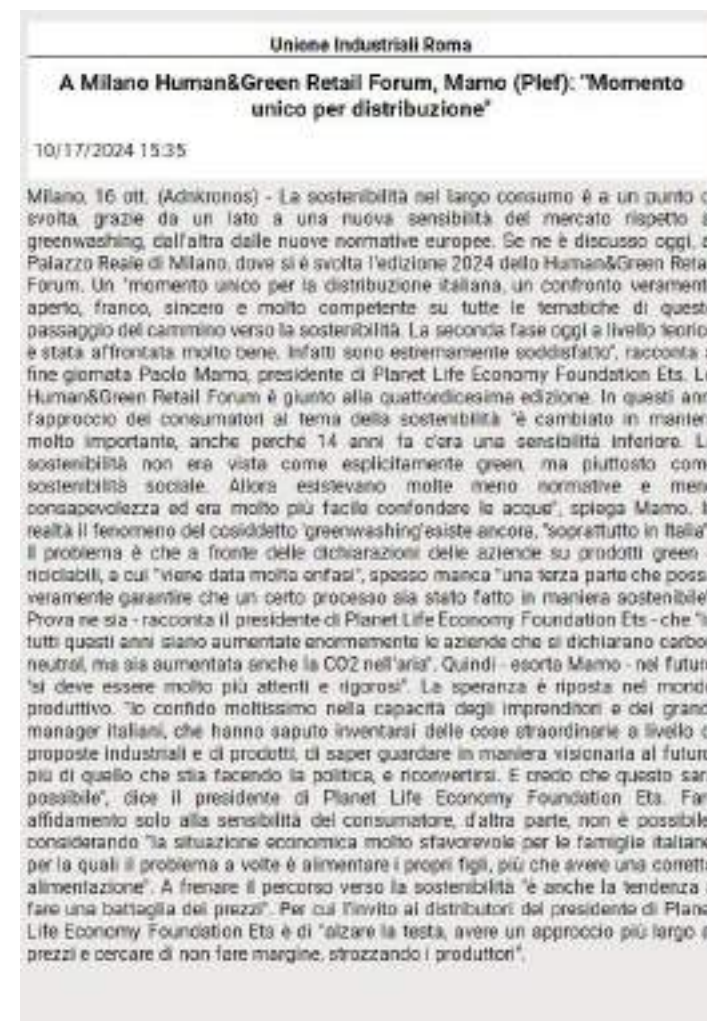 Unione Industriali Roma
A Milano Human&Green Retail Forum, Mamo (Plef): "Momento
unico per distribuzione"
10/17/2024 15:35
Milano, 16 ott. (Adnkronos) - La sostenibilità nel largo consumo è a un punto d
svolta, grazie da un lato a una nuova sensibilità del mercato rispetto a
greenwashing, dall'altra dalle nuove normative europee. Se ne è discusso oggi, a
Palazzo Reale di Milano, dove si è svolta l'edizione 2024 dello Human&Green Retai
Forum. Un "momento unico per la distribuzione italiana, un confronto verament
aperto, franco, sincero e molto competente su tutte le tematiche di quest
passaggio del cammino verso la sostenibilità. La seconda fase oggi a livello teorico
è stata affrontata molto bene. Infatti sono estremamente soddisfatto", racconta a
fine giornata Paolo Mamo, presidente di Planet Life Economy Foundation Ets. L
Human&Green Retail Forum è giunto alla quattordicesima edizione. In questi ann
l'approccio dei consumatori al tema della sostenibilità "è cambiato in manier
molto importante, anche perché 14 anni fa c'era una sensibilità inferiore. L
sostenibilità non era vista come esplicitamente green, ma piuttosto com
sostenibilità sociale. Allora esistevano molte meno normative e men
consapevolezza ed era molto più facile confondere le acque", spiega Mamo. I
realtà il fenomeno del cosiddetto 'greenwashing'esiste ancora, "soprattutto in Italia"
Il problema è che a fronte delle dichiarazioni delle aziende su prodotti green
riciclabili, a cui "viene data molta enfasi", spesso manca "una terza parte che poss
veramente garantire che un certo processo sia stato fatto in maniera sostenibile"
Prova ne sia - racconta il presidente di Planet Life Economy Foundation Ets - che "i
tutti questi anni siano aumentate enormemente le aziende che si dichiarano carbo
neutral, ma sia aumentata anche la CO2 nell'aria". Quindi - esorta Mamo - nel futur
"si deve essere molto più attenti e rigorosi". La speranza è riposta nel mond
produttivo. "Io confido moltissimo nella capacità degli imprenditori e dei grand
manager italiani, che hanno saputo inventarsi delle cose straordinarie a livello d
proposte industriali e di prodotti, di saper guardare in maniera visionaria al futur
più di quello che stia facendo la politica, e riconvertirsi. E credo che questo sar
possibile", dice il presidente di Planet Life Economy Foundation Ets. Far
affidamento solo alla sensibilità del consumatore, d'altra parte, non è possibile
considerando "la situazione economica molto sfavorevole per le famiglie italiane
per la quali il problema a volte è alimentare i propri figli, più che avere una corrett
alimentazione". A frenare il percorso verso la sostenibilità "è anche la tendenza
fare una battaglia dei prezzi". Per cui l'invito ai distributori del presidente di Plane
Life Economy Foundation Ets è di "alzare la testa, avere un approccio più largo a
prezzi e cercare di non fare margine, strozzando i produttori".